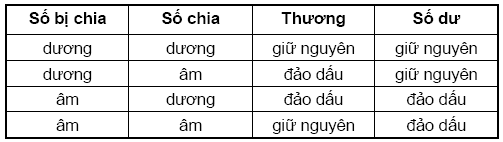 Số bị chia Số chia Thương Số dư
dương dương giữ nguyên giữ nguyên
dương âm đảo dấu giữ nguyên
âm dương đảo dấu đảo dấu
âm âm giữ nguyên đảo dấu